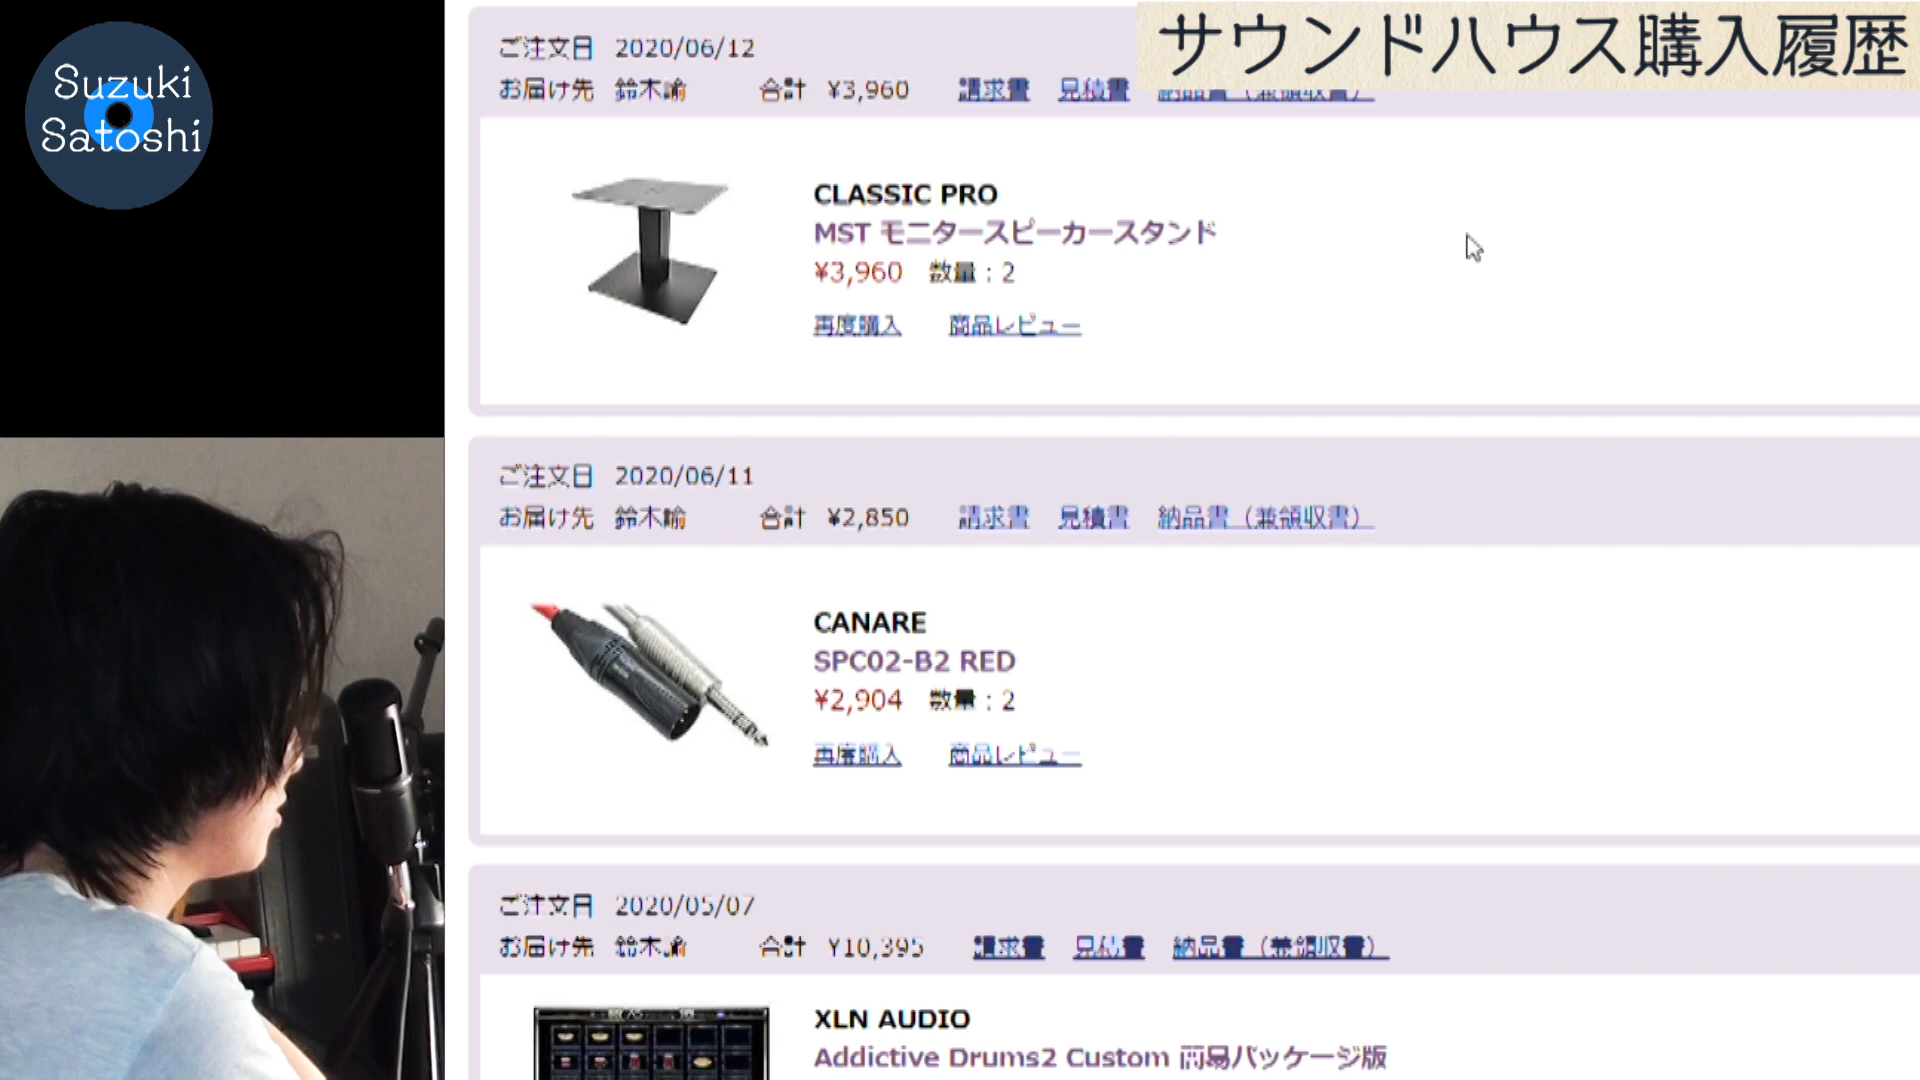 Suzuki
Satoshi
サウンドハウス購入履歴
ご注文日 2020/06/12
お届け先 鈴木諭 合計 ¥3,960 請求書 見積書 納品書（兼領収書）
CLASSIC PRO
MST モニタースピーカースタンド
¥3,960 数量：2
再度購入 商品レビュー
ご注文日 2020/06/11
お届け先 鈴木諭 合計 ¥2,850 請求書 見積書 納品書（兼領収書）
CANARE
SPC02-B2 RED
¥2,904 数量：2
再度購入 商品レビュー
ご注文日 2020/05/07
お届け先 鈴木諭 合計 ¥10,395 請求書 見積書 納品書（兼領収書）
XLN AUDIO
Addictive Drums2 Custom 簡易パッケージ版